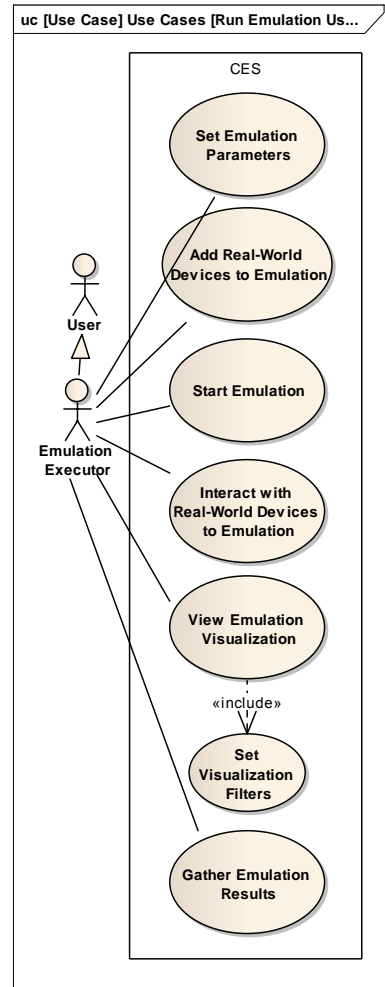 uc [Use Case] Use Cases [Run Emulation Us...
CES
Set Emulation
Parameters
Add Real-World
Devices to Emulation
User
Start Emulation
Emulation
Executor
Interact with
Real-World Devices
to Emulation
View Emulation
Visualization
«include»
Set
Visualization
Filters
Gather Emulation
Results